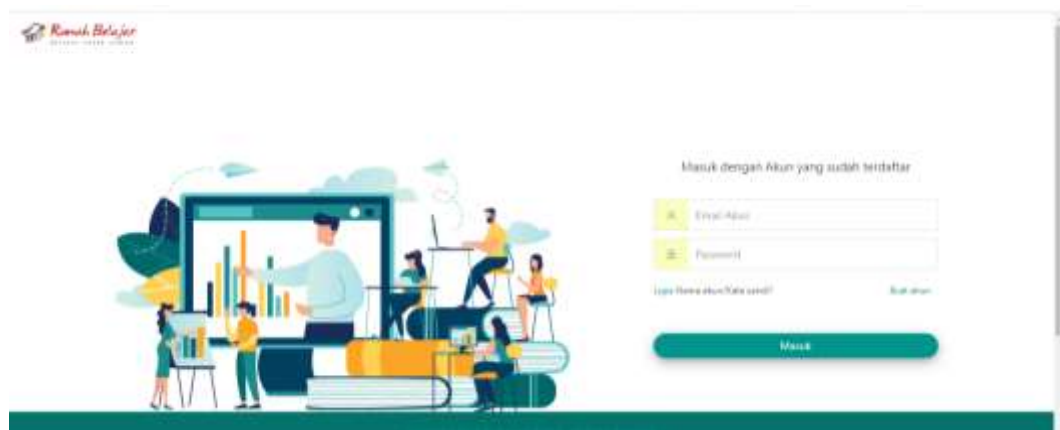 Rumah Belajar
Masuk dengan Akun yang sudah terdaftar
Email Akun
Password
Lupa Nama akun/Kata sandi?
Buat akun
Masuk